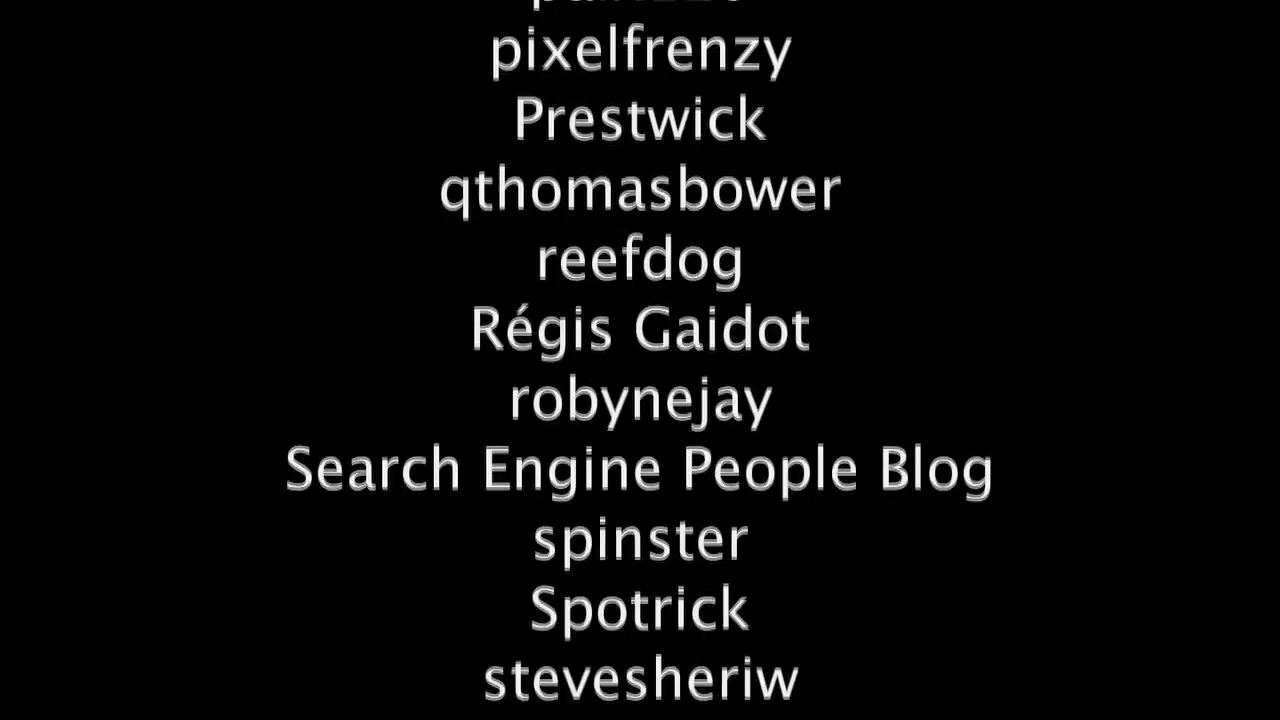 pixelfrenzy
Prestwick
qthomasbower
reefdog
Régis Gaidot
robynejay
Search Engine People Blog
spinster
Spotrick
stevesheriw